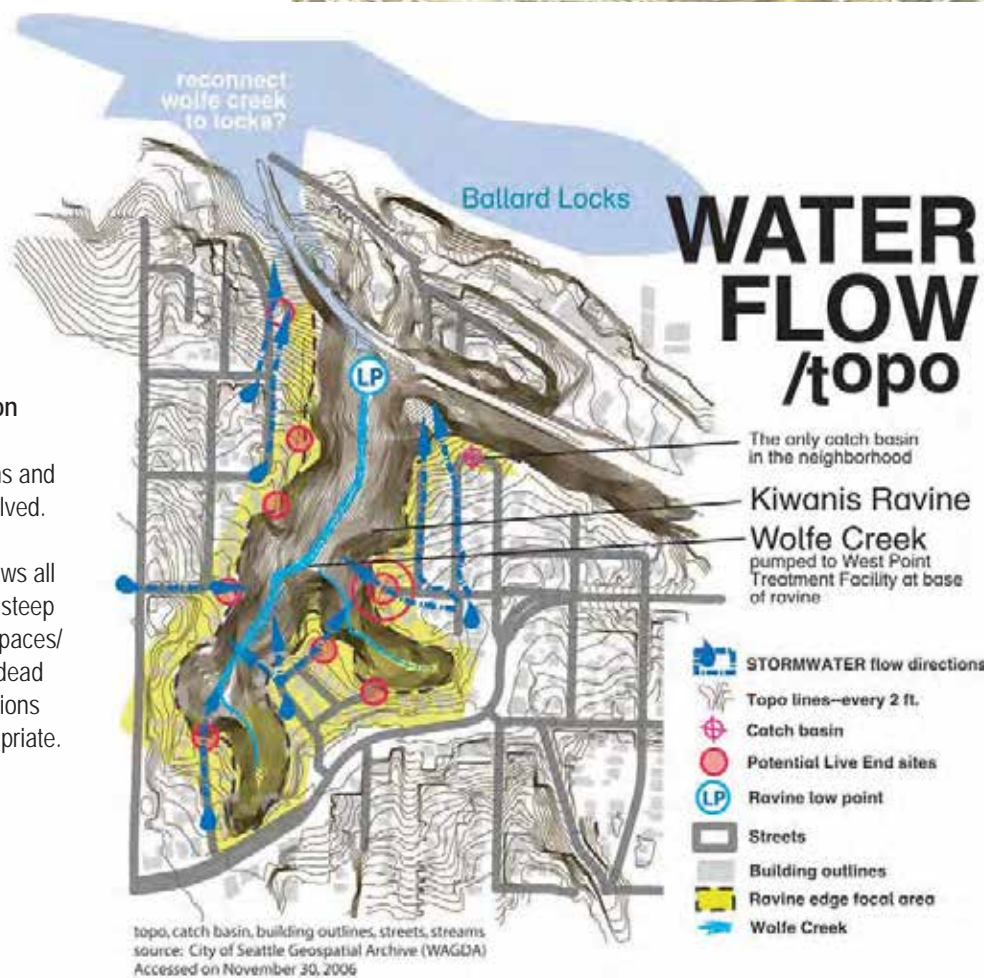 reconnect
wolfe creek
to locks?
Ballard Locks
WATER
FLOW
/topo
LP
on
ns and
lved.
ws all
steep
paces/
dead
ions
priate.
The only catch basin
in the neighborhood
Kiwanis Ravine
Wolfe Creek
pumped to West Point
Treatment Facility at base
of ravine
STORMWATER flow directions
Topo lines--every 2 ft.
Catch basin
Potential Live End sites
LP Ravine low point
Streets
Building outlines
Ravine edge focal area
Wolfe Creek
topo, catch basin, building outlines, streets, streams
source: City of Seattle Geospatial Archive (WAGDA)
Accessed on November 30, 2006